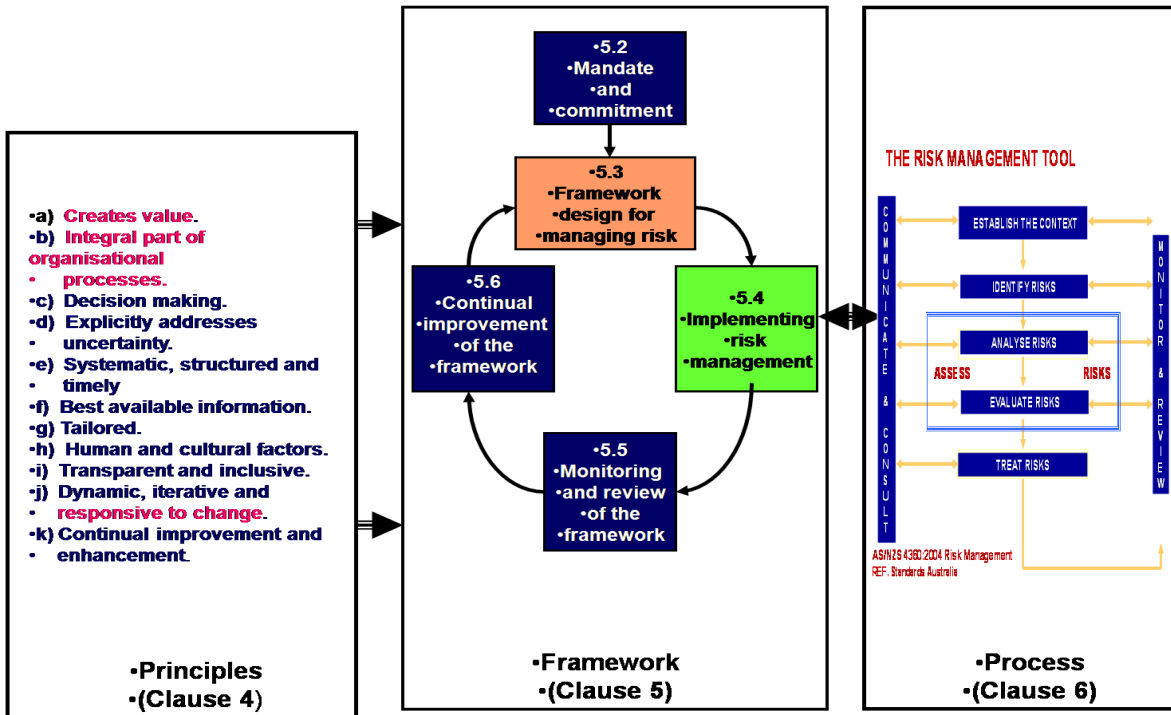 •a) Creates value.
•b) Integral part of
organisational
• processes.
•c) Decision making.
•d) Explicitly addresses
• uncertainty.
•e) Systematic, structured and
• timely
•f) Best available information.
•g) Tailored.
•h) Human and cultural factors.
•i) Transparent and inclusive.
•j) Dynamic, iterative and
• responsive to change.
•k) Continual improvement and
• enhancement.
•Principles
•(Clause 4)
•5.2
•Mandate
•and
•commitment
•5.3
•Framework
•design for
•managing risk
•5.4
•Implementing
•risk
•management
•5.5
•Monitoring
•and review
•of the
•framework
•5.6
•Continual
•improvement
•of the
•framework
•Framework
•(Clause 5)
THE RISK MANAGEMENT TOOL
COMMUNICATE & CONSULT
ESTABLISH THE CONTEXT
IDENTIFY RISKS
ANALYSE RISKS
ASSESS RISKS
EVALUATE RISKS
TREAT RISKS
MONITOR & REVIEW
AS/NZS 4360:2004 Risk Management
REF. Standards Australia
•Process
•(Clause 6)